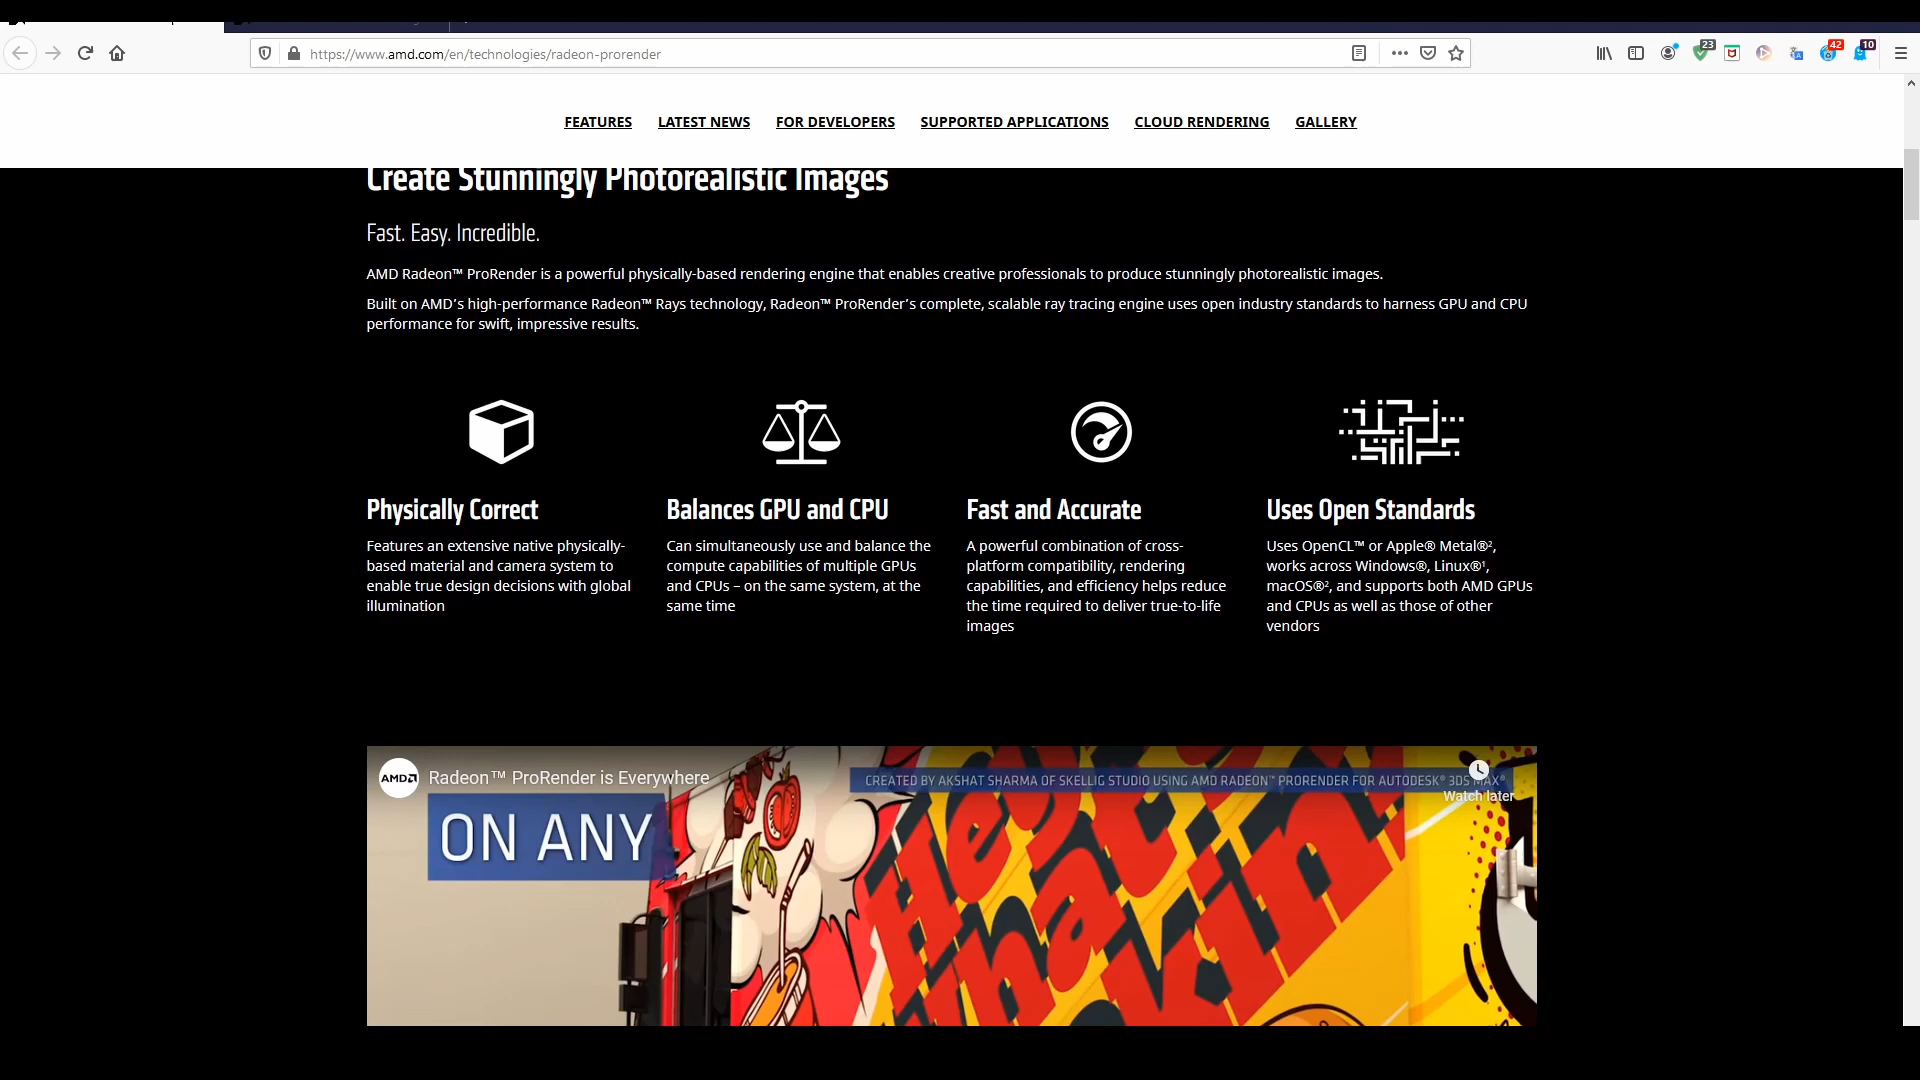 https://www.amd.com/en/technologies/radeon-prorender
23
42
10
FEATURES LATEST NEWS FOR DEVELOPERS SUPPORTED APPLICATIONS CLOUD RENDERING GALLERY
Create Stunningly Photorealistic Images
Fast. Easy. Incredible.
AMD Radeon™ ProRender is a powerful physically-based rendering engine that enables creative professionals to produce stunningly photorealistic images.
Built on AMD’s high-performance Radeon™ Rays technology, Radeon™ ProRender’s complete, scalable ray tracing engine uses open industry standards to harness GPU and CPU
performance for swift, impressive results.
Physically Correct
Features an extensive native physically-
based material and camera system to
enable true design decisions with global
illumination
Balances GPU and CPU
Can simultaneously use and balance the
compute capabilities of multiple GPUs
and CPUs – on the same system, at the
same time
Fast and Accurate
A powerful combination of cross-
platform compatibility, rendering
capabilities, and efficiency helps reduce
the time required to deliver true-to-life
images
Uses Open Standards
Uses OpenCL™ or Apple® Metal®²,
works across Windows®, Linux®¹,
macOS®², and supports both AMD GPUs
and CPUs as well as those of other
vendors
AMD
Radeon™ ProRender is Everywhere
CREATED BY AKSHAT SHARMA OF SKELLIG STUDIO USING AMD RADEON™ PRORENDER FOR AUTODESK® 3DS MAX®
Watch later
ON ANY